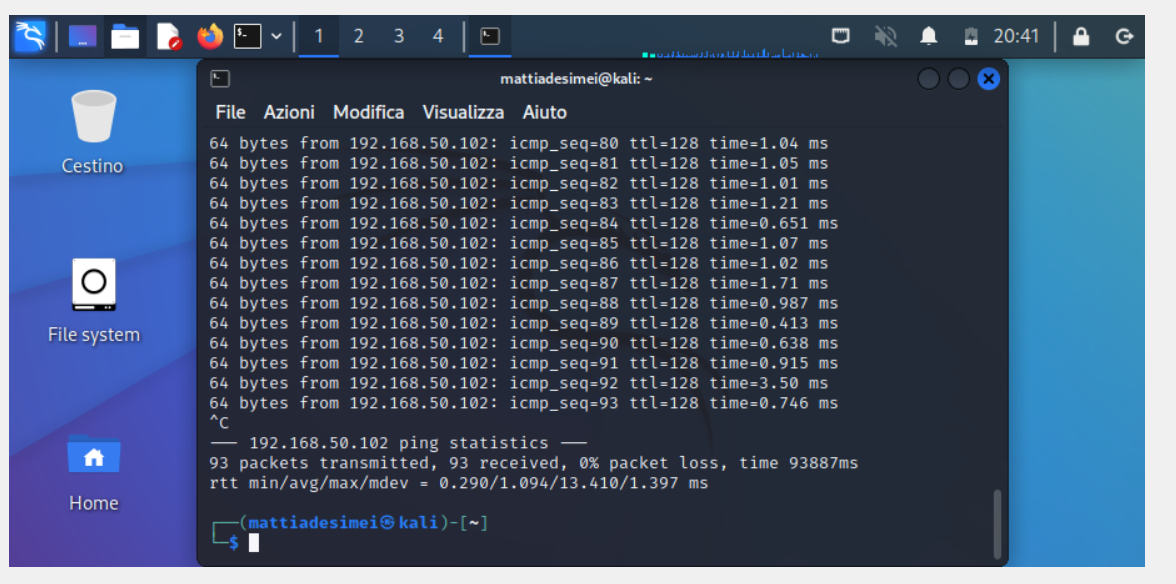 1 2 3 4 20:41
mattiadesimei@kali: ~
File Azioni Modifica Visualizza Aiuto
64 bytes from 192.168.50.102: icmp_seq=80 ttl=128 time=1.04 ms
64 bytes from 192.168.50.102: icmp_seq=81 ttl=128 time=1.05 ms
64 bytes from 192.168.50.102: icmp_seq=82 ttl=128 time=1.01 ms
64 bytes from 192.168.50.102: icmp_seq=83 ttl=128 time=1.21 ms
64 bytes from 192.168.50.102: icmp_seq=84 ttl=128 time=0.651 ms
64 bytes from 192.168.50.102: icmp_seq=85 ttl=128 time=1.07 ms
64 bytes from 192.168.50.102: icmp_seq=86 ttl=128 time=1.02 ms
64 bytes from 192.168.50.102: icmp_seq=87 ttl=128 time=1.71 ms
64 bytes from 192.168.50.102: icmp_seq=88 ttl=128 time=0.987 ms
64 bytes from 192.168.50.102: icmp_seq=89 ttl=128 time=0.413 ms
64 bytes from 192.168.50.102: icmp_seq=90 ttl=128 time=0.638 ms
64 bytes from 192.168.50.102: icmp_seq=91 ttl=128 time=0.915 ms
64 bytes from 192.168.50.102: icmp_seq=92 ttl=128 time=3.50 ms
64 bytes from 192.168.50.102: icmp_seq=93 ttl=128 time=0.746 ms
^C
--- 192.168.50.102 ping statistics ---
93 packets transmitted, 93 received, 0% packet loss, time 93887ms
rtt min/avg/max/mdev = 0.290/1.094/13.410/1.397 ms
┌──(mattiadesimei㉿kali)-[~]
└─$
Cestino
File system
Home